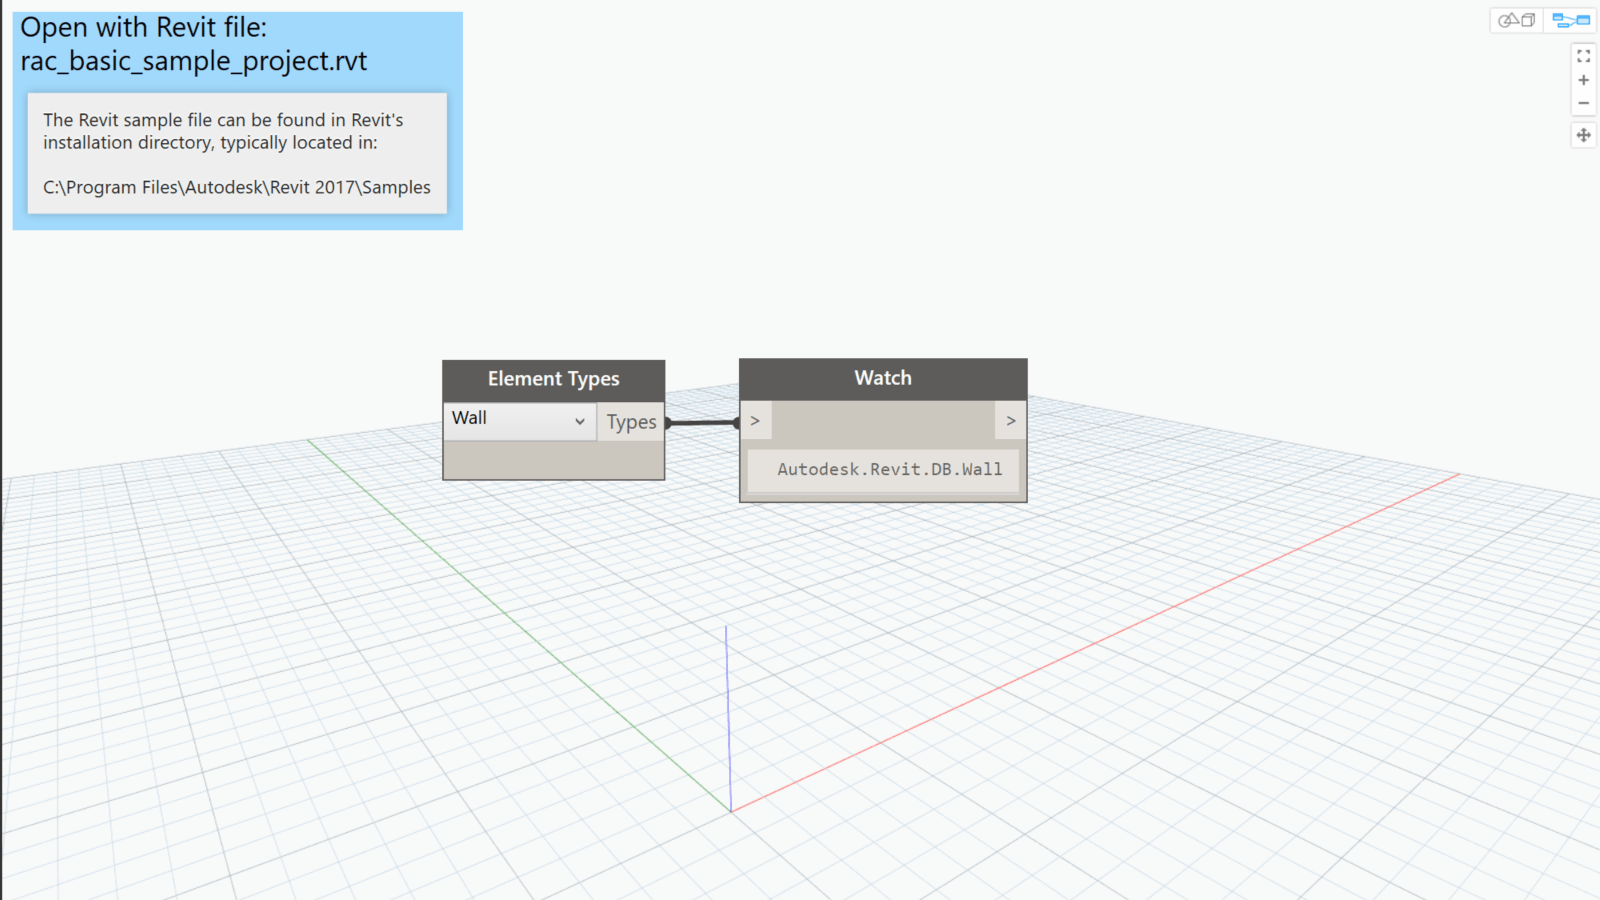 Open with Revit file:
rac_basic_sample_project.rvt
The Revit sample file can be found in Revit's
installation directory, typically located in:
C:\Program Files\Autodesk\Revit 2017\Samples
Element Types
Wall
Types
Watch
>
>
Autodesk.Revit.DB.Wall